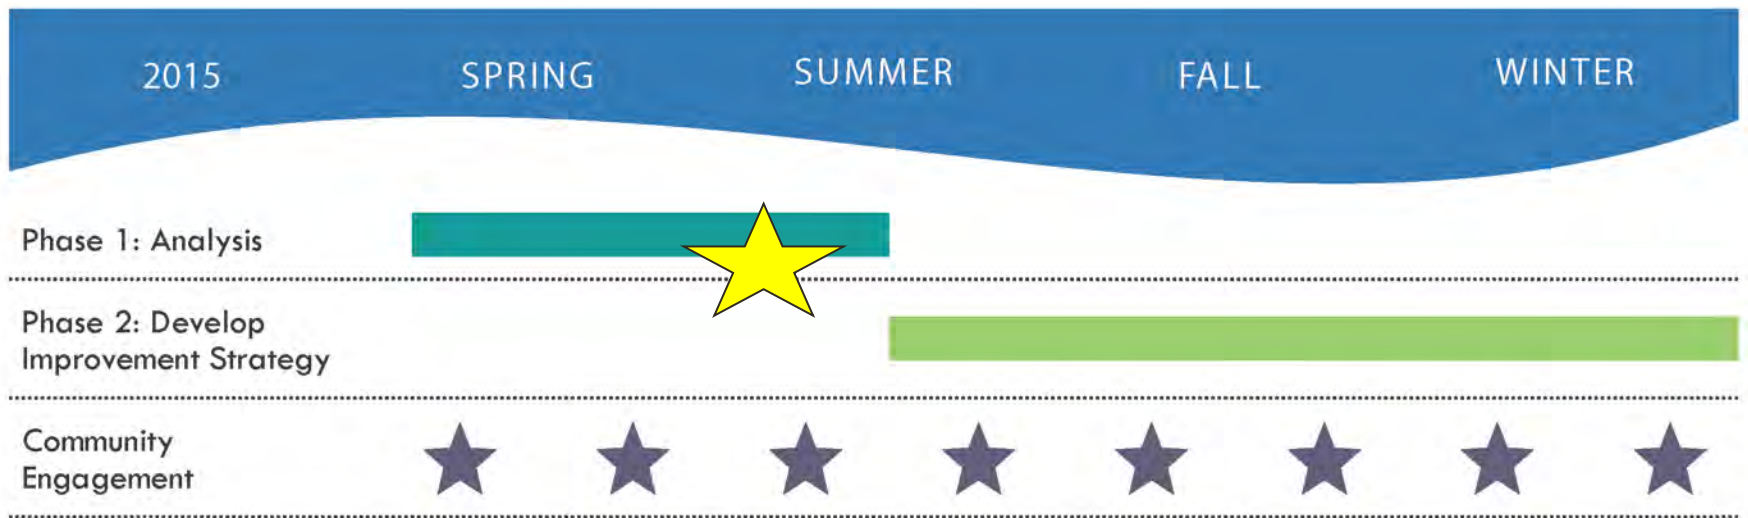 2015 SPRING SUMMER FALL WINTER
Phase 1: Analysis
Phase 2: Develop
Improvement Strategy
Community
Engagement